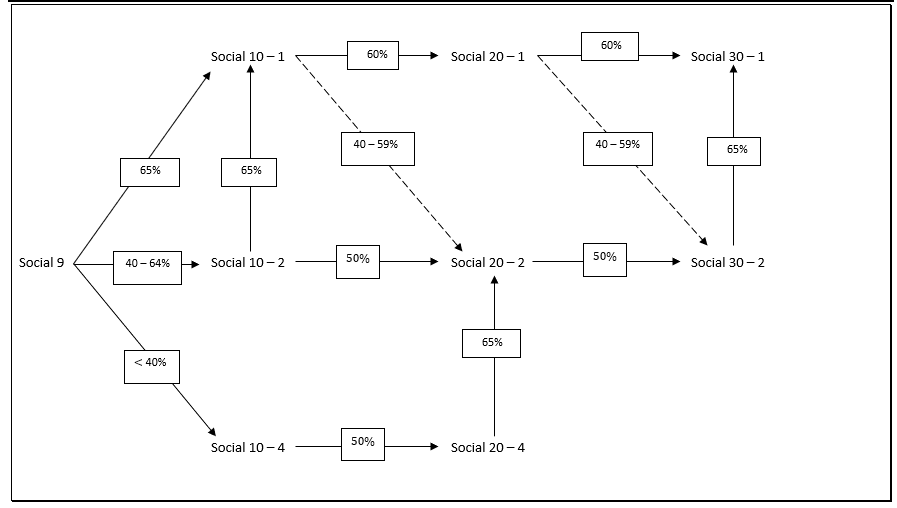 Social 10 – 1
60%
Social 20 – 1
60%
Social 30 – 1
40 – 59%
40 – 59%
65%
65%
65%
Social 9
40 – 64%
Social 10 – 2
50%
Social 20 – 2
50%
Social 30 – 2
65%
< 40%
Social 10 – 4
50%
Social 20 – 4